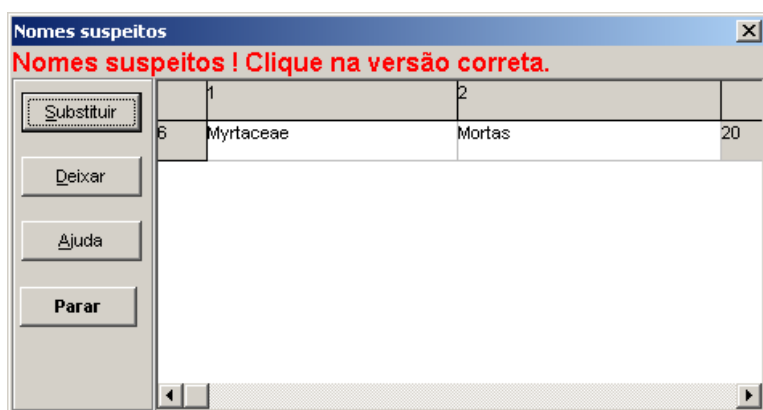 Nomes suspeitos
Nomes suspeitos ! Clique na versão correta.
Substituir
1 2
6 Myrtaceae Mortas 20
Deixar
Ajuda
Parar